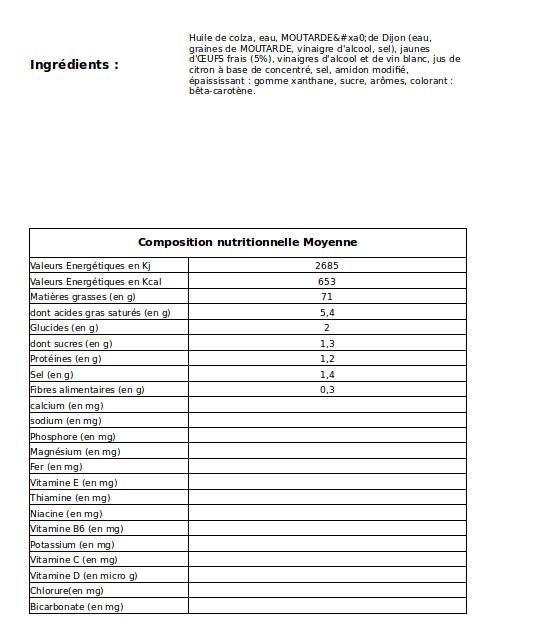 Huile de colza, eau, MOUTARDE&#xa0;de Dijon (eau,
graines de MOUTARDE, vinaigre d'alcool, sel), jaunes
d'ŒUFS frais (5%), vinaigres d'alcool et de vin blanc, jus de
citron à base de concentré, sel, amidon modifié,
épaississant : gomme xanthane, sucre, arômes, colorant :
bêta-carotène.
Ingrédients :
Composition nutritionnelle Moyenne
Valeurs Energétiques en Kj 2685
Valeurs Energétiques en Kcal 653
Matières grasses (en g) 71
dont acides gras saturés (en g) 5,4
Glucides (en g) 2
dont sucres (en g) 1,3
Protéines (en g) 1,2
Sel (en g) 1,4
Fibres alimentaires (en g) 0,3
calcium (en mg)
sodium (en mg)
Phosphore (en mg)
Magnésium (en mg)
Fer (en mg)
Vitamine E (en mg)
Thiamine (en mg)
Niacine (en mg)
Vitamine B6 (en mg)
Potassium (en mg)
Vitamine C (en mg)
Vitamine D (en micro g)
Chlorure(en mg)
Bicarbonate (en mg)